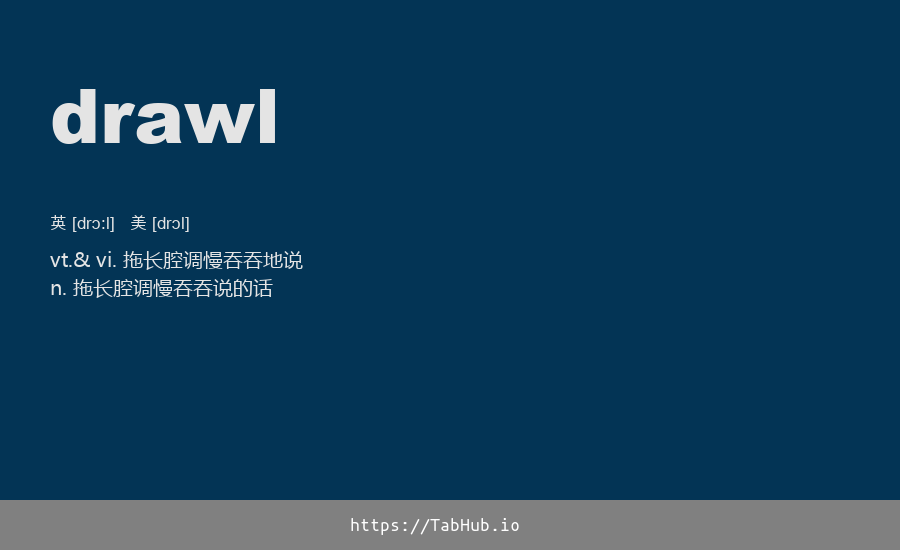 drawl
英 [drɔ:l] 美 [drɔl]
vt.& vi. 拖长腔调慢吞吞地说
n. 拖长腔调慢吞吞说的话
https://TabHub.io